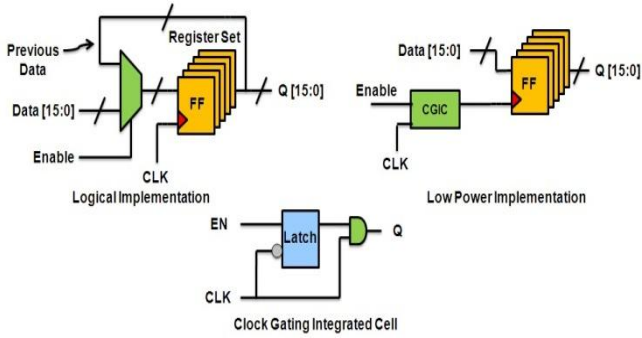 Previous
Data
Register Set
FF
Q [15:0]
Data [15:0]
Enable
CLK
Logical Implementation
Data [15:0]
FF
Q [15:0]
Enable
CGIC
CLK
Low Power Implementation
EN
Latch
Q
CLK
Clock Gating Integrated Cell